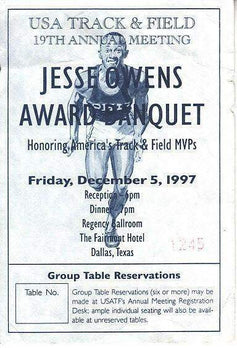 USA TRACK & FIELD
19TH ANNUAL MEETING
JESSE OWENS
AWARD BANQUET
Honoring America's Track & Field MVPs
Friday, December 5, 1997
Reception - 6pm
Dinner - 7pm
Regency Ballroom
The Fairmont Hotel
Dallas, Texas
1245
Group Table Reservations
Table No.
Group Table Reservations (six or more) may be
made at USATF's Annual Meeting Registration
Desk; ample individual seating will also be available
at unreserved tables.